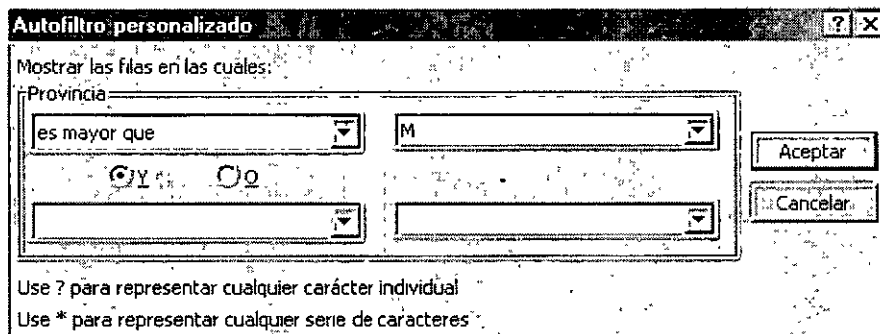 Autofiltro personalizado ? X
Mostrar las filas en las cuales:
Provincia
es mayor que M
Y O
Aceptar
Cancelar
Use ? para representar cualquier carácter individual
Use * para representar cualquier serie de caracteres